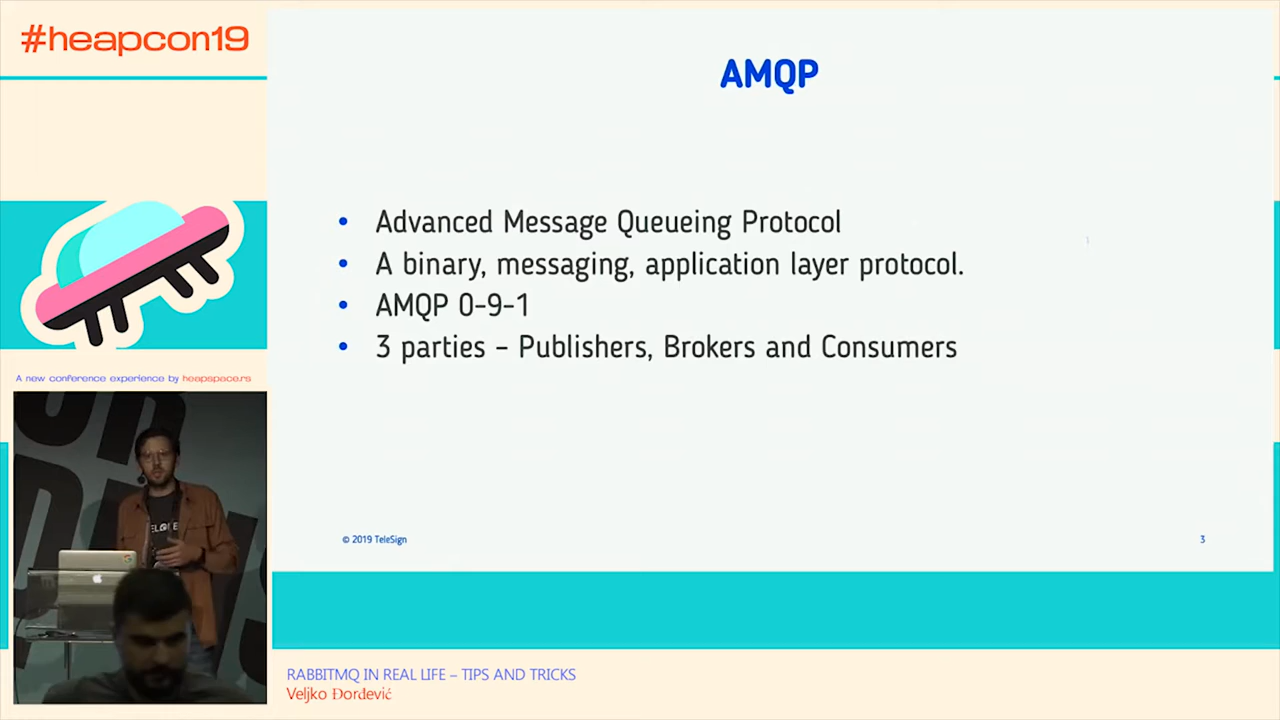 #heapcon19
AMQP
• Advanced Message Queueing Protocol
• A binary, messaging, application layer protocol.
• AMQP 0-9-1
• 3 parties – Publishers, Brokers and Consumers
A new conference experience by heapspace.rs
© 2019 TeleSign
3
RABBITMQ IN REAL LIFE – TIPS AND TRICKS
Veljko Đorđević